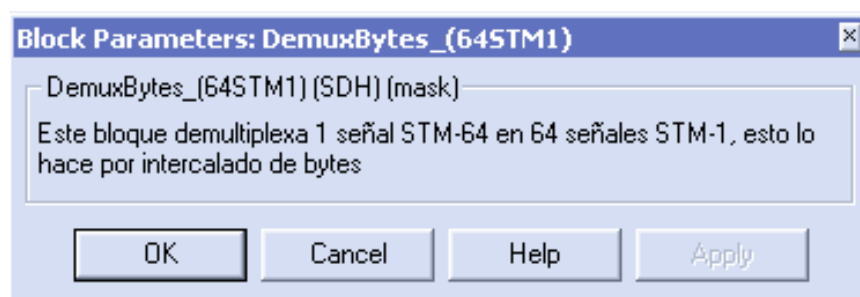 Block Parameters: DemuxBytes_(64STM1)
DemuxBytes_(64STM1) (SDH) (mask)
Este bloque demultiplexa 1 señal STM-64 en 64 señales STM-1, esto lo
hace por intercalado de bytes
OK Cancel Help Apply